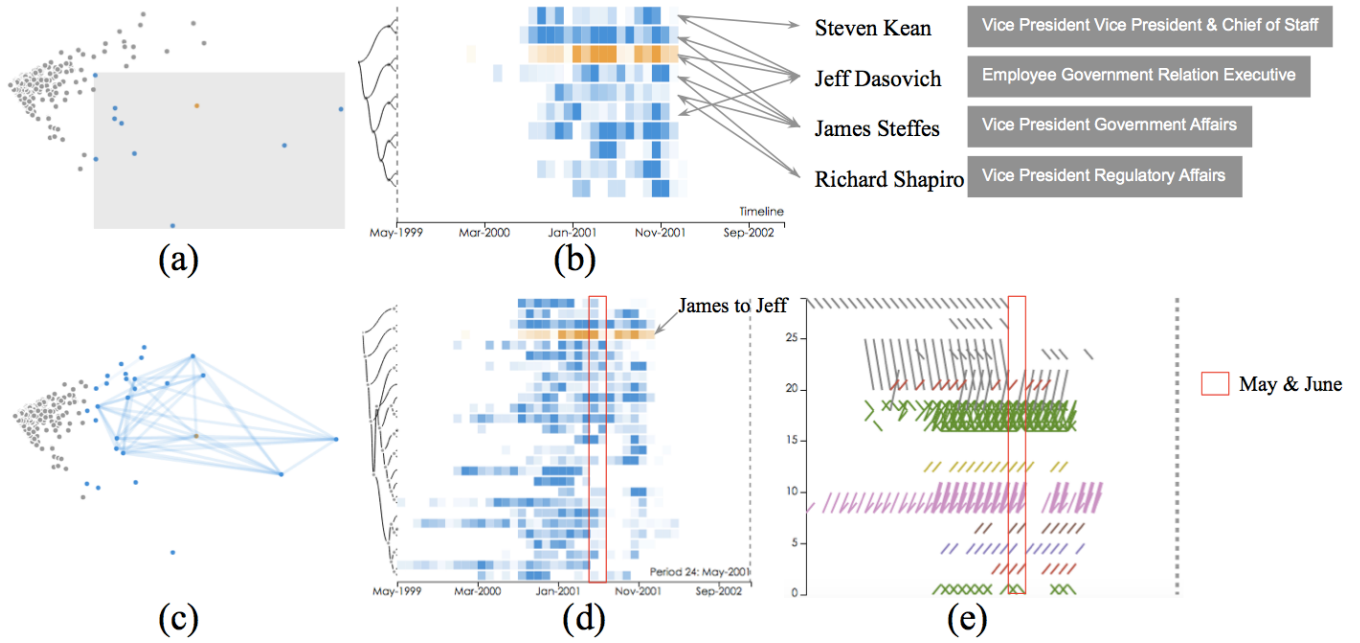 Steven Kean
Vice President Vice President & Chief of Staff
Jeff Dasovich
Employee Government Relation Executive
James Steffes
Vice President Government Affairs
Richard Shapiro
Vice President Regulatory Affairs
Timeline
May-1999 Mar-2000 Jan-2001 Nov-2001 Sep-2002
(a) (b)
James to Jeff
25
20
15
10
5
0
May & June
Period 24: May-2001
May-1999 Mar-2000 Jan-2001 Nov-2001 Sep-2002
(c) (d) (e)